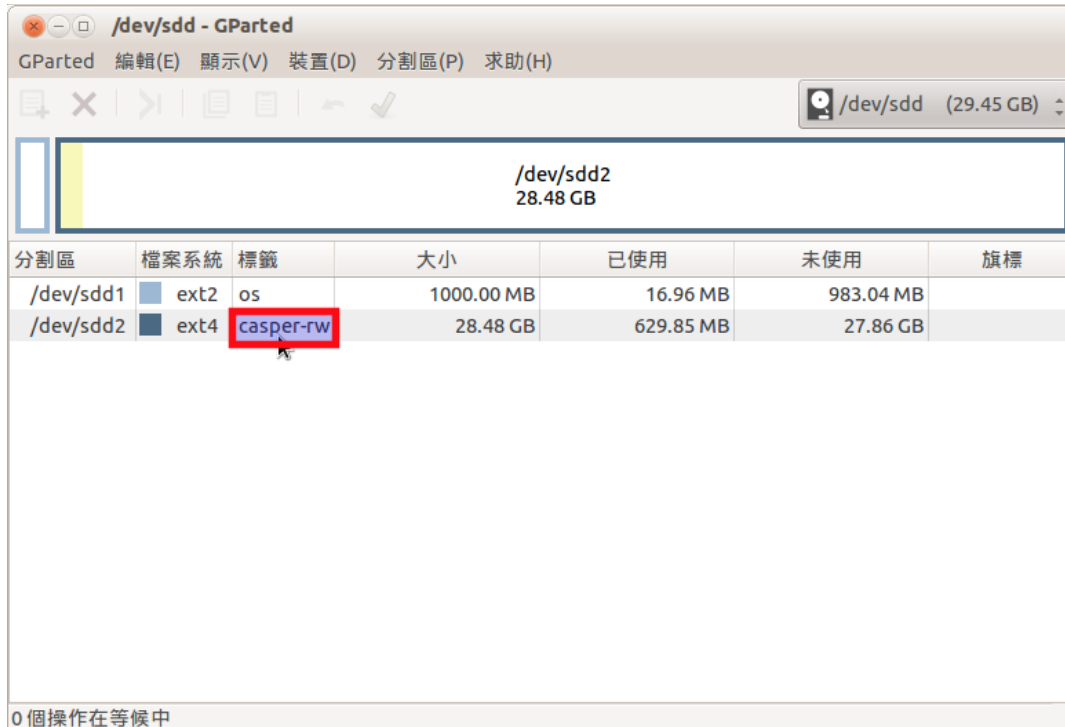 /dev/sdd - GParted
GParted 編輯(E) 顯示(V) 裝置(D) 分割區(P) 求助(H)
/dev/sdd (29.45 GB)
/dev/sdd2
28.48 GB
分割區 檔案系統 標籤 大小 已使用 未使用 旗標
/dev/sdd1 ext2 os 1000.00 MB 16.96 MB 983.04 MB
/dev/sdd2 ext4 casper-rw 28.48 GB 629.85 MB 27.86 GB
0 個操作在等候中